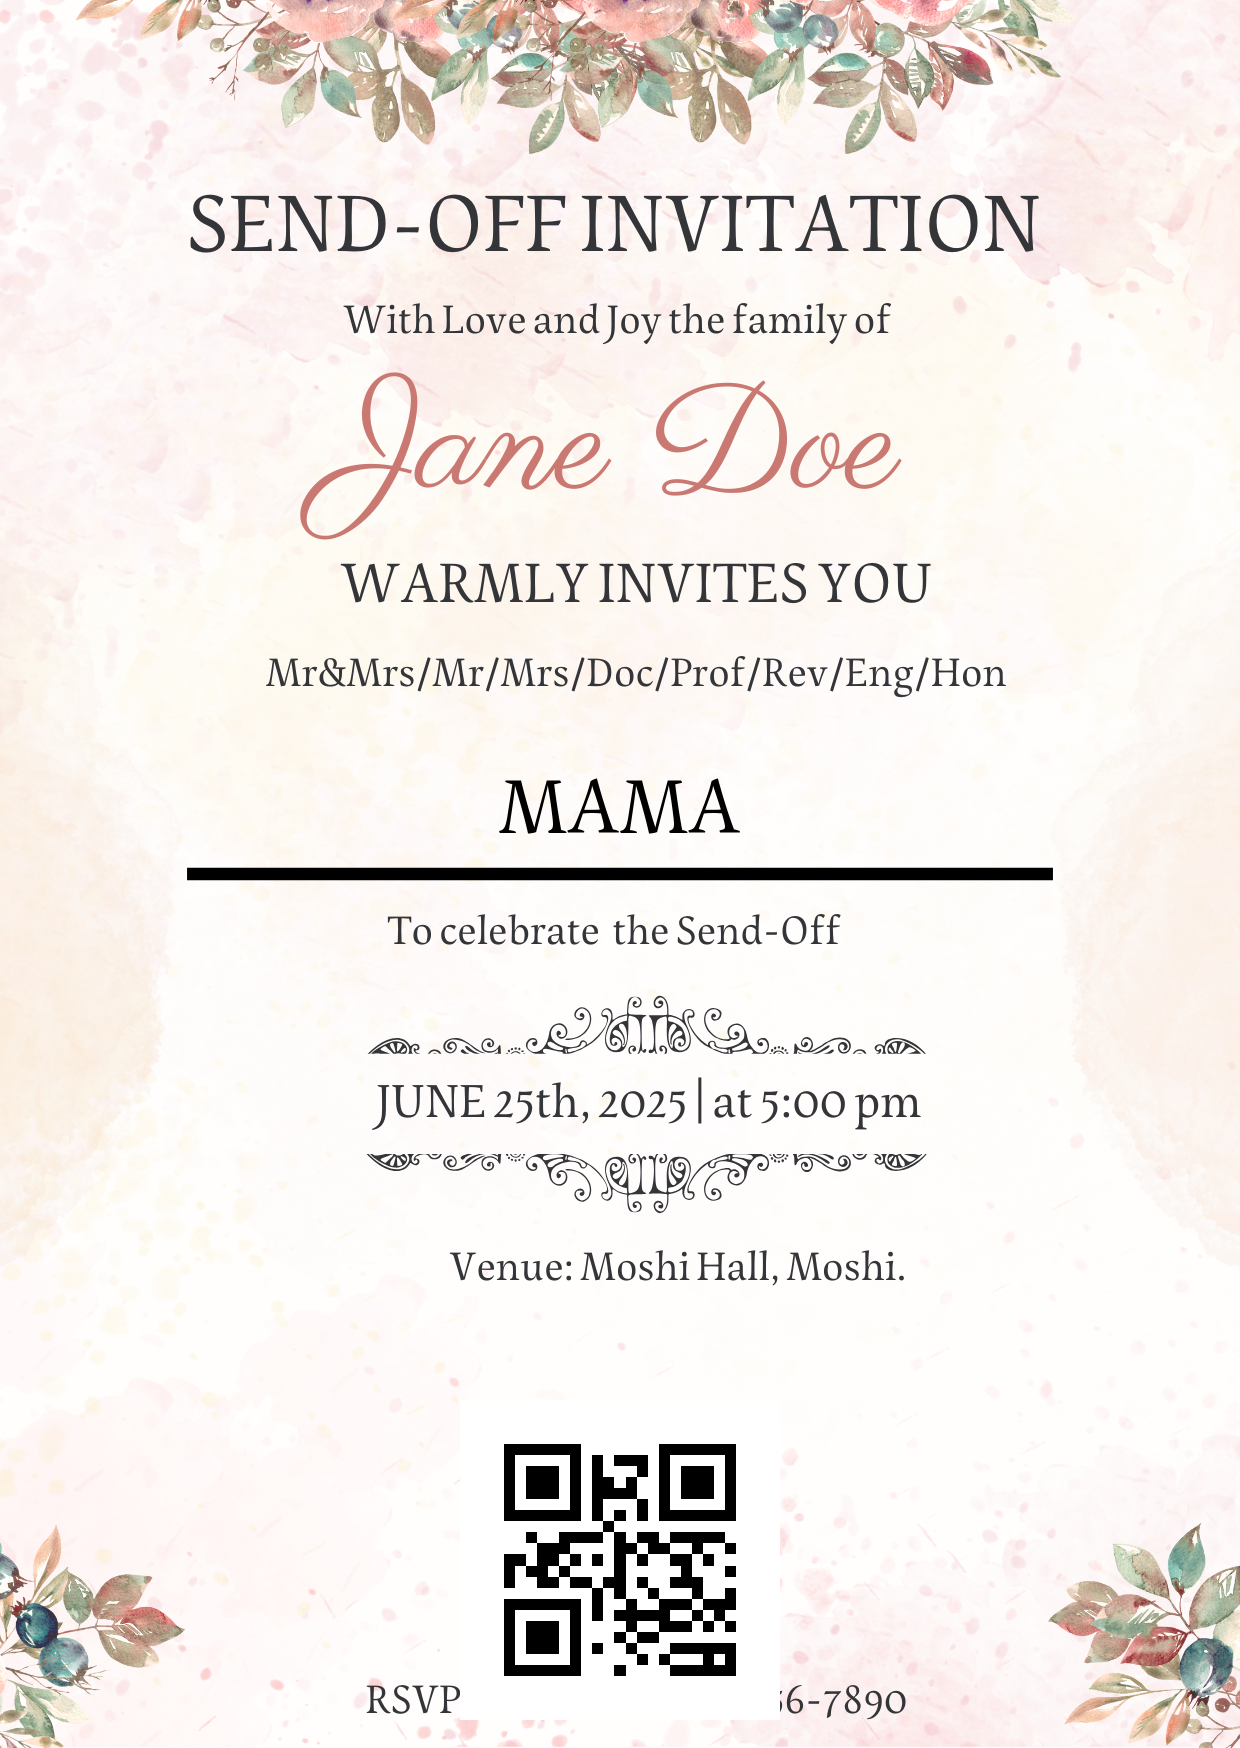 SEND-OFF INVITATION
With Love and Joy the family of
Jane Doe
WARMLY INVITES YOU
Mr&Mrs/Mr/Mrs/Doc/Prof/Rev/Eng/Hon
MAMA
To celebrate the Send-Off
JUNE 25th, 2025 | at 5:00 pm
Venue: Moshi Hall, Moshi.
RSVP 6-7890